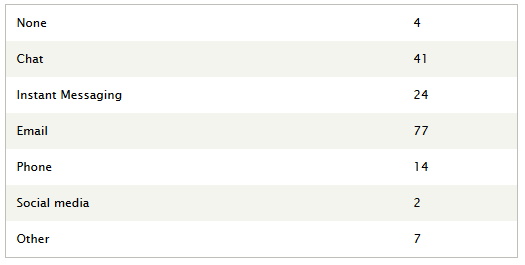 None 4
Chat 41
Instant Messaging 24
Email 77
Phone 14
Social media 2
Other 7